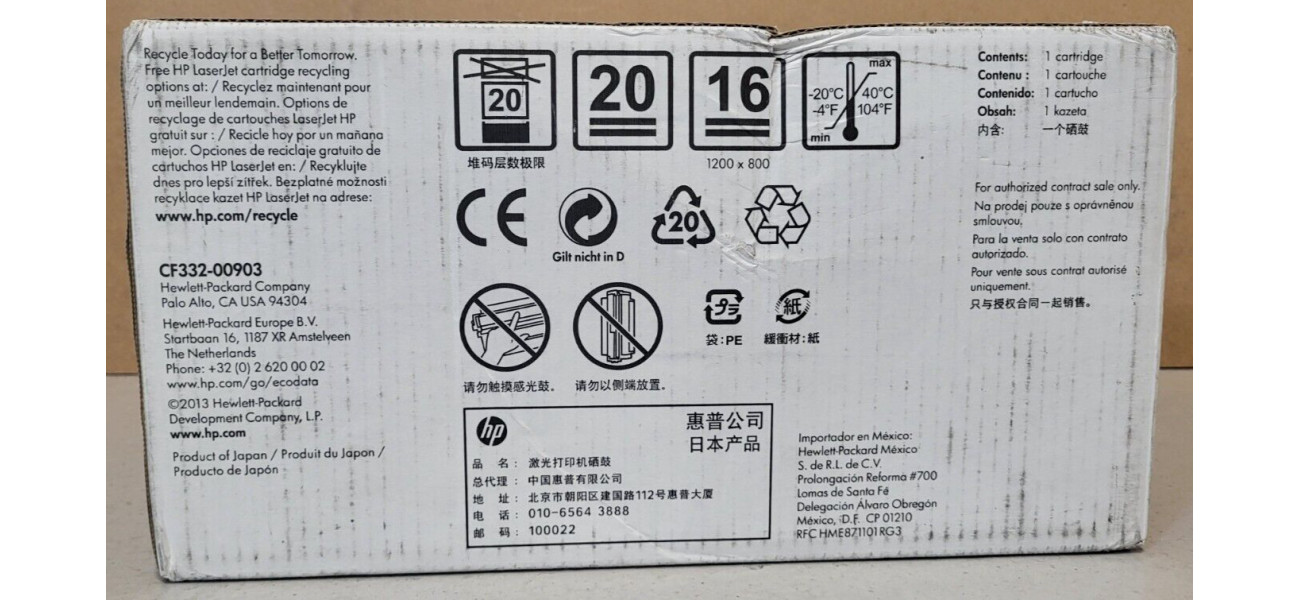 Recycle Today for a Better Tomorrow.
Free HP LaserJet cartridge recycling
options at: / Recyclez maintenant pour
un meilleur lendemain. Options de
recyclage de cartouches LaserJet HP
gratuit sur : / Recicle hoy por un mañana
mejor. Opciones de reciclaje gratuito de
cartuchos HP LaserJet en: / Recyklujte
dnes pro lepší zítřek. Bezplatné možnosti
recyklace kazet HP LaserJet na adrese:
www.hp.com/recycle
CF332-00903
Hewlett-Packard Company
Palo Alto, CA USA 94304
Hewlett-Packard Europe B.V.
Startbaan 16, 1187 XR Amstelveen
The Netherlands
Phone: +32 (0) 2 620 00 02
www.hp.com/go/ecodata
©2013 Hewlett-Packard
Development Company, L.P.
www.hp.com
Product of Japan / Produit du Japon /
Producto de Japón
20
堆码层数极限
20
16
1200 x 800
max
-20°C 40°C
-4°F 104°F
min
CE
Gilt nicht in D
20
请勿触摸感光鼓。
请勿以侧端放置。
プラ
袋:PE
紙
緩衝材:紙
hp
惠普公司
日本产品
品 名: 激光打印机硒鼓
总代理: 中国惠普有限公司
地 址: 北京市朝阳区建国路112号惠普大厦
电 话: 010-6564 3888
邮 码: 100022
Contents: 1 cartridge
Contenu : 1 cartouche
Contenido: 1 cartucho
Obsah: 1 kazeta
内含: 一个硒鼓
For authorized contract sale only.
Na prodej pouze s oprávněnou
smlouvou.
Para la venta solo con contrato
autorizado.
Pour vente sous contrat autorisé
uniquement.
只与授权合同一起销售。
Importador en México:
Hewlett-Packard México
S. de R.L. de C.V.
Prolongación Reforma #700
Lomas de Santa Fé
Delegación Álvaro Obregón
México, D.F. CP 01210
RFC HME871101RG3